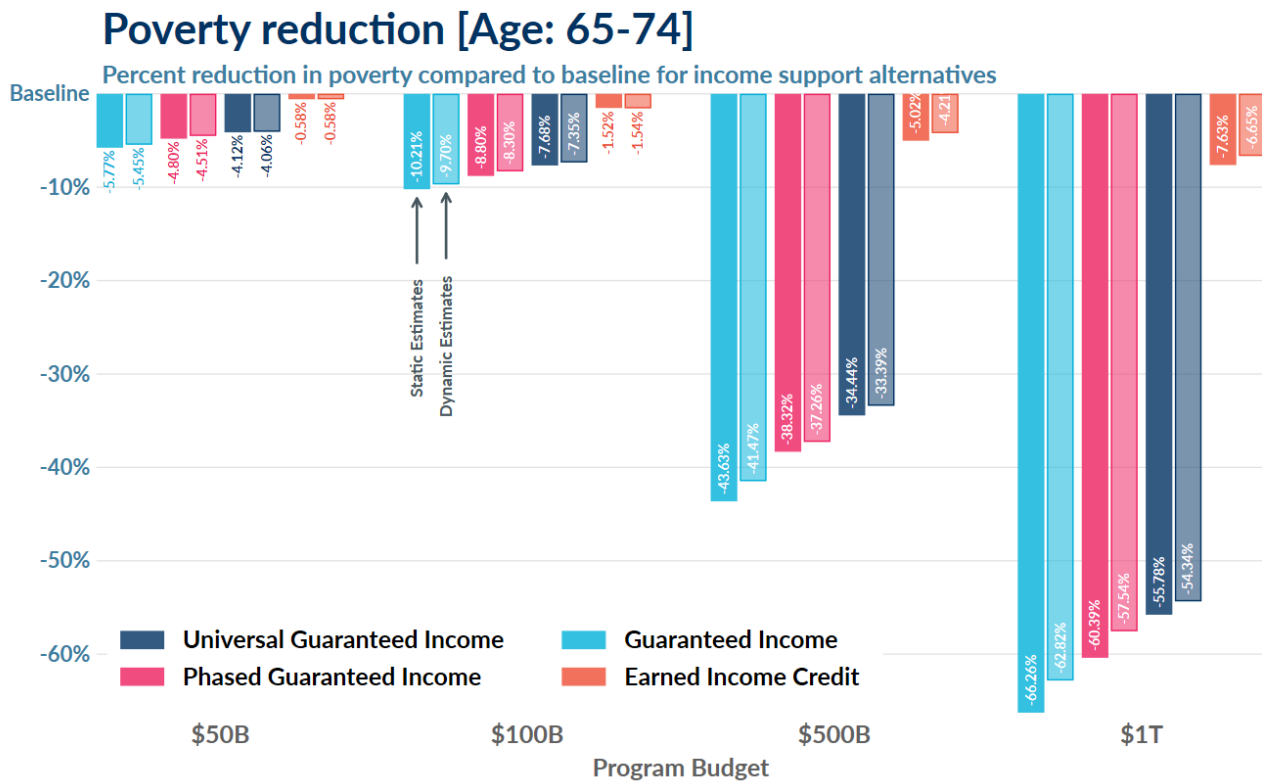 Poverty reduction [Age: 65-74]
Percent reduction in poverty compared to baseline for income support alternatives
Baseline
-10%
-20%
-30%
-40%
-50%
-60%
-5.77%
-5.45%
-4.80%
-4.51%
-4.12%
-4.06%
-0.58%
-0.58%
-10.21%
-9.70%
-8.80%
-8.30%
-7.68%
-7.35%
-1.52%
-1.54%
Static Estimates
Dynamic Estimates
-43.63%
-41.47%
-38.32%
-37.26%
-34.44%
-33.39%
-5.02%
-4.21%
-66.26%
-62.82%
-60.39%
-57.54%
-55.78%
-54.34%
-7.63%
-6.65%
Universal Guaranteed Income
Guaranteed Income
Phased Guaranteed Income
Earned Income Credit
$50B
$100B
$500B
$1T
Program Budget